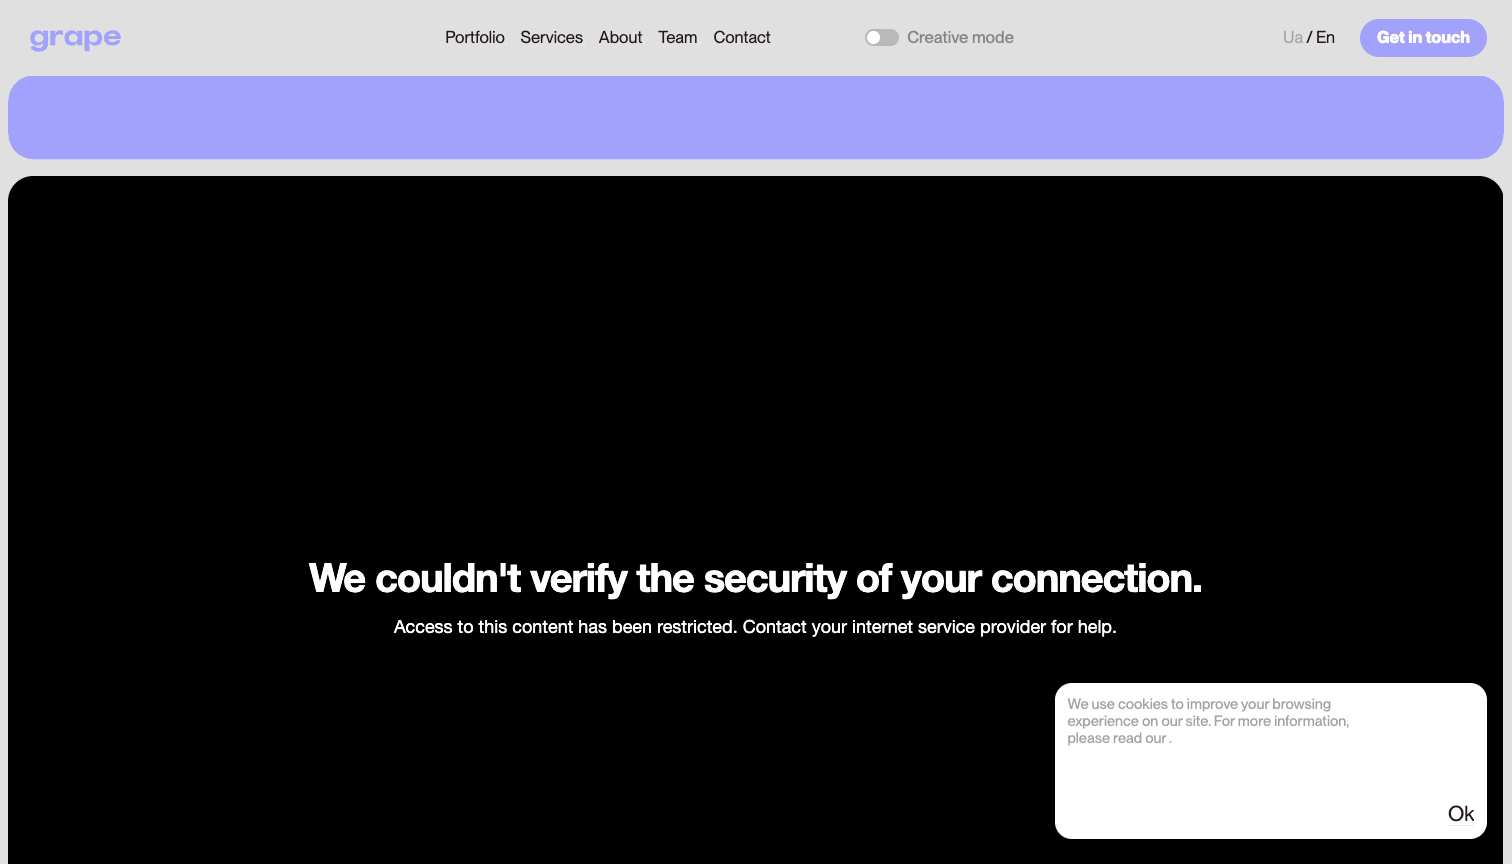 grape
Portfolio Services About Team Contact
Creative mode
Ua / En
Get in touch
We couldn't verify the security of your connection.
Access to this content has been restricted. Contact your internet service provider for help.
We use cookies to improve your browsing
experience on our site. For more information,
please read our .
Ok